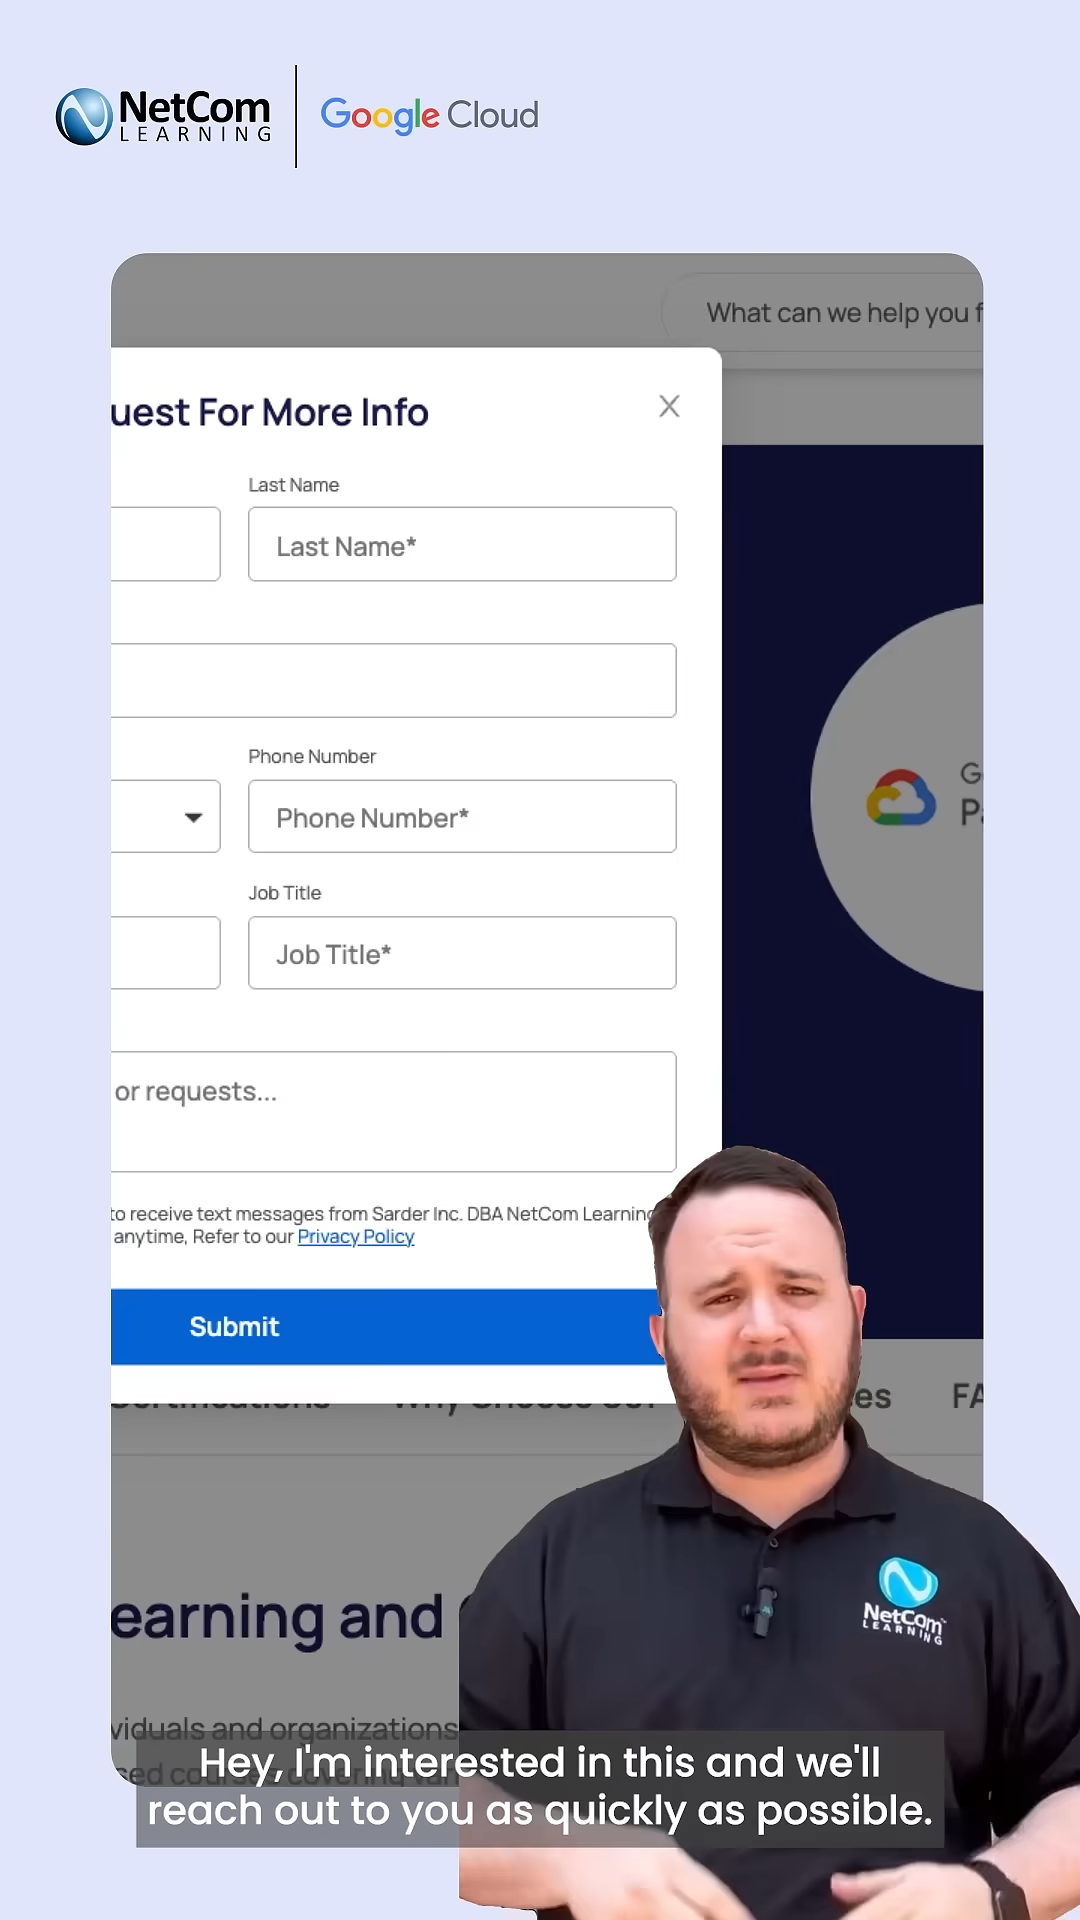 NetCom
LEARNING
Google Cloud
What can we help you f
uest For More Info
Last Name
Last Name*
Phone Number
Phone Number*
Job Title
Job Title*
or requests...
to receive text messages from Sarder Inc. DBA NetCom Learning
anytime, Refer to our Privacy Policy
Submit
Why Choose Us?
es
FA
earning and
viduals and organizations
NetCom
LEARNING
Hey, I'm interested in this and we'll
reach out to you as quickly as possible.